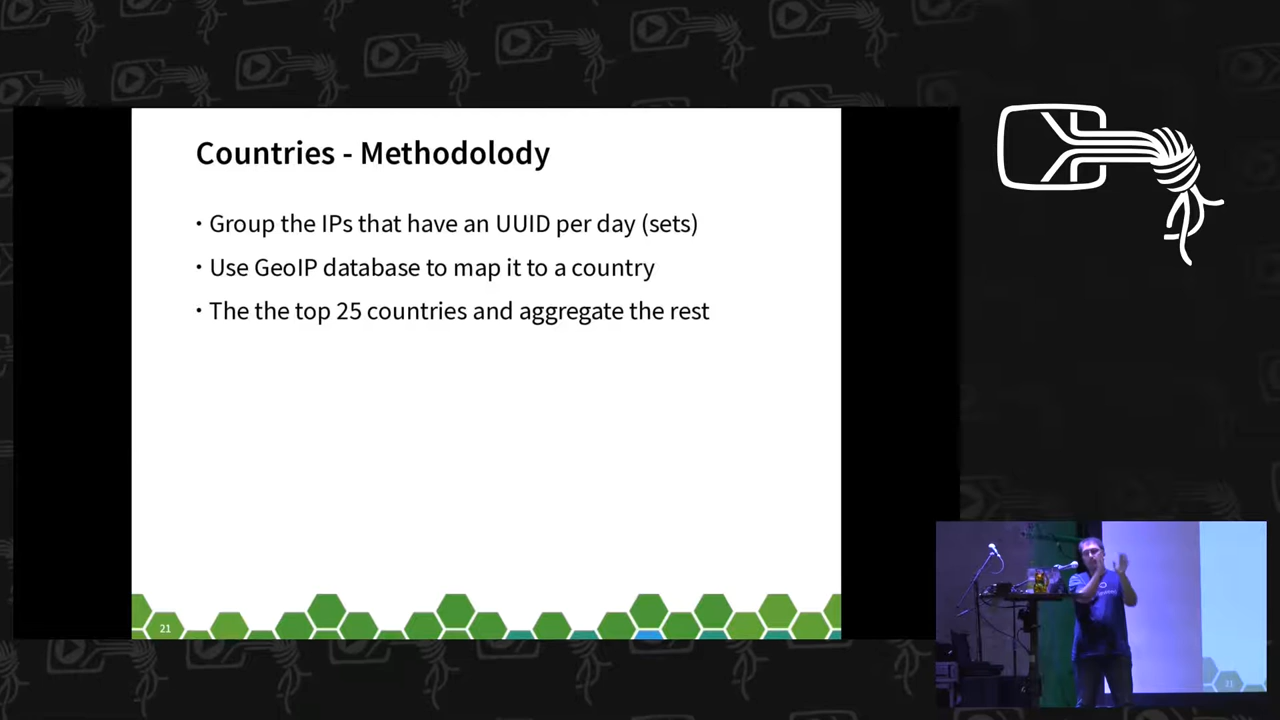 Countries - Methodolody
• Group the IPs that have an UUID per day (sets)
• Use GeoIP database to map it to a country
• The the top 25 countries and aggregate the rest
21
21